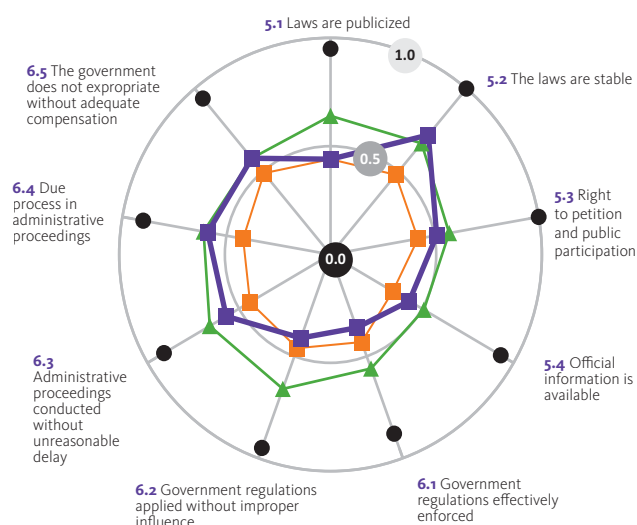 5.1 Laws are publicized
1.0
6.5 The government
does not expropriate
without adequate
compensation
5.2 The laws are stable
0.5
6.4 Due
process in
administrative
proceedings
5.3 Right
to petition
and public
participation
0.0
6.3
Administrative
proceedings
conducted
without
unreasonable
delay
5.4 Official
information is
available
6.2 Government regulations
applied without improper
influence
6.1 Government
regulations effectively
enforced